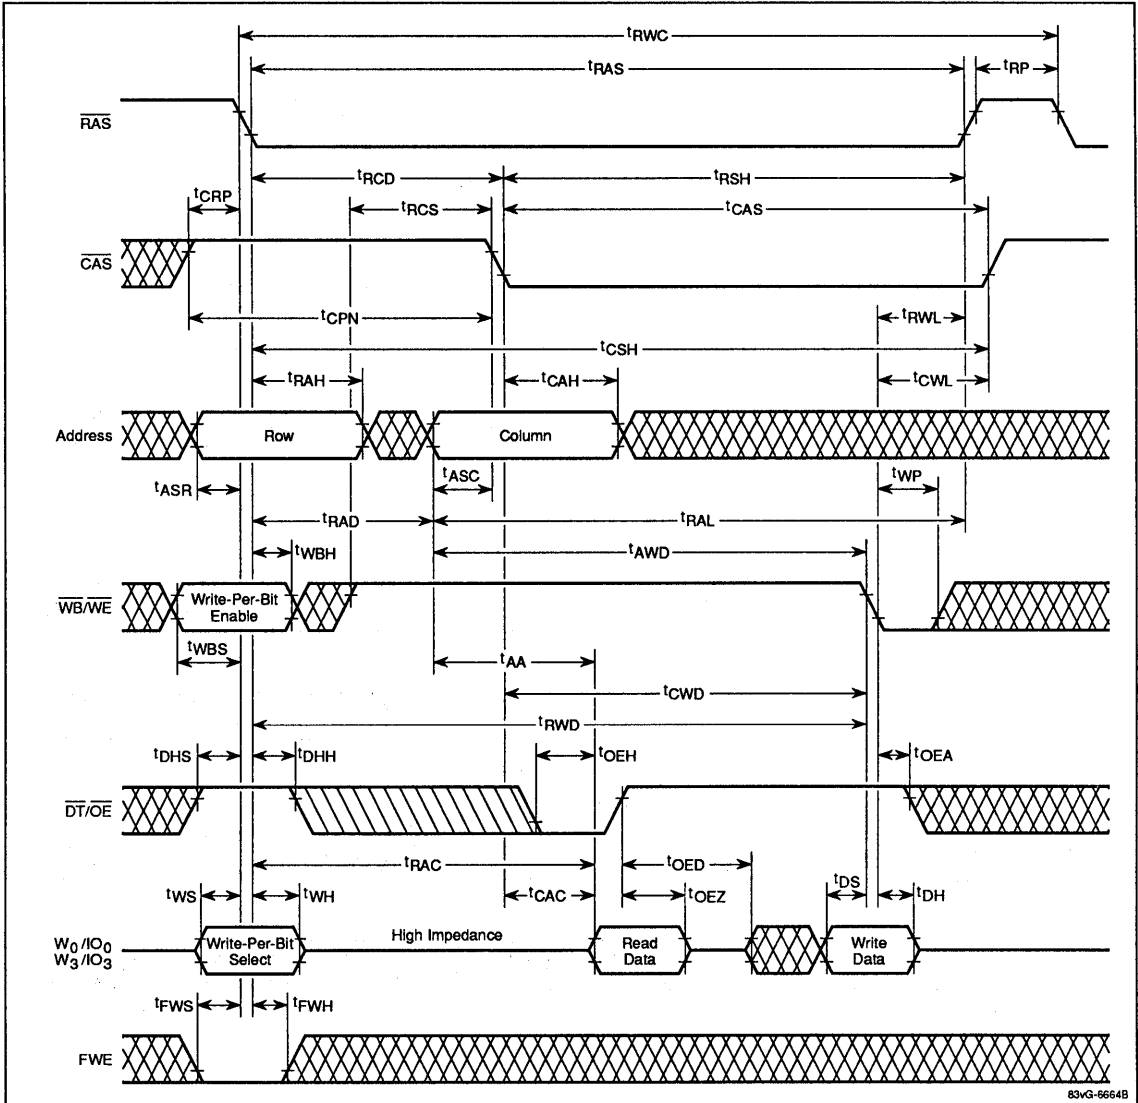 tRWC
tRAS
tRP
RAS
tRCD
tRSH
tCRP
tRCS
tCAS
CAS
tCPN
tRWL
tCSH
tRAH
tCAH
tCWL
Address
Row
Column
tASR
tASC
tWP
tRAD
tRAL
tWBH
tAWD
WB/WE
Write-Per-Bit
Enable
tWBS
tAA
tCWD
tRWD
tDHS
tDHH
tOEH
tOEA
DT/OE
tRAC
tOED
tWS
tWH
tCAC
tOEZ
tDS
tDH
W0/IO0
W3/IO3
Write-Per-Bit
Select
High Impedance
Read
Data
Write
Data
tFWS
tFWH
FWE
83vG-6664B